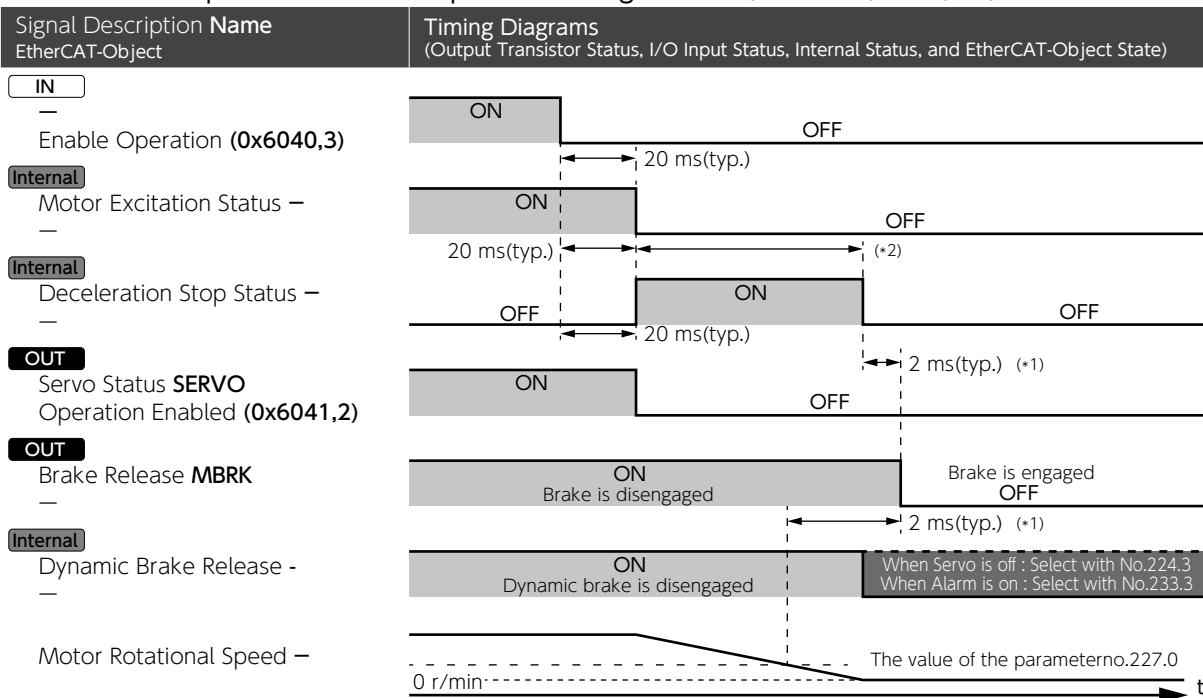 Signal Description Name
EtherCAT-Object
Timing Diagrams
(Output Transistor Status, I/O Input Status, Internal Status, and EtherCAT-Object State)
IN
—
Enable Operation (0x6040,3)
ON
OFF
20 ms(typ.)
Internal
Motor Excitation Status —
—
ON
OFF
20 ms(typ.)
(*2)
Internal
Deceleration Stop Status —
—
OFF
ON
OFF
20 ms(typ.)
OUT
Servo Status SERVO
Operation Enabled (0x6041,2)
ON
OFF
2 ms(typ.) (*1)
OUT
Brake Release MBRK
—
ON
Brake is disengaged
Brake is engaged
OFF
2 ms(typ.) (*1)
Internal
Dynamic Brake Release -
—
ON
Dynamic brake is disengaged
When Servo is off : Select with No.224.3
When Alarm is on : Select with No.233.3
Motor Rotational Speed —
The value of the parameterno.227.0
0 r/min
t